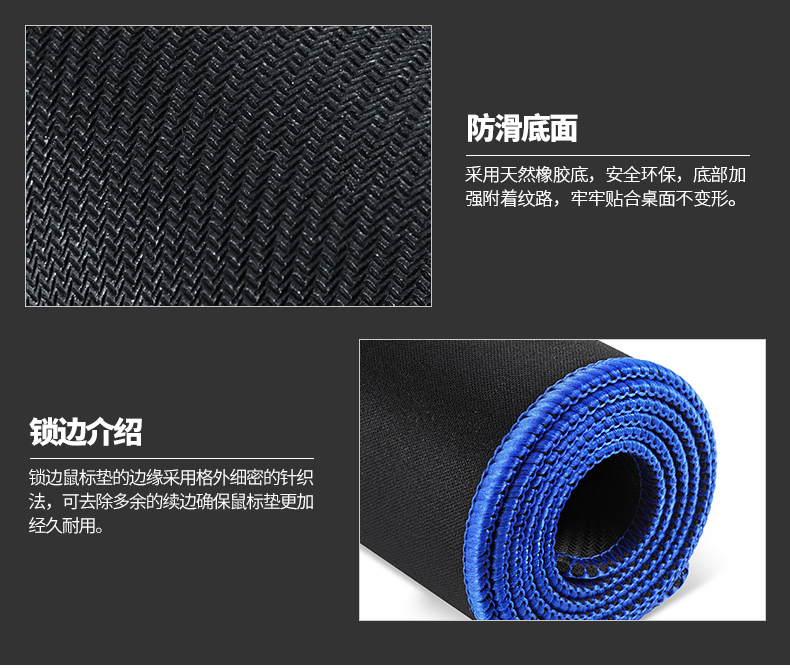 防滑底面
采用天然橡胶底，安全环保，底部加
强附着纹路，牢牢贴合桌面不变形。
锁边介绍
锁边鼠标垫的边缘采用格外细密的针织
法，可去除多余的续边确保鼠标垫更加
经久耐用。